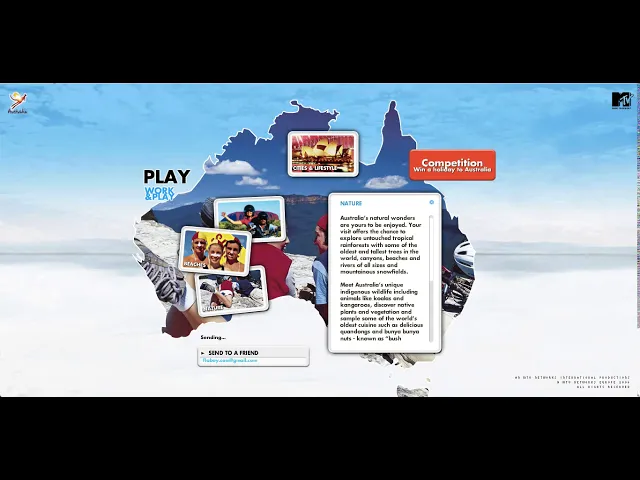 Australia
MTV
PLAY
WORK
&PLAY
CITIES & LIFESTYLE
Competition
Win a holiday to Australia
BEACHES
NATURE
NATURE
Australia's natural wonders
are yours to be enjoyed. Your
visit offers the chance to
explore untouched tropical
rainforests with some of the
oldest and tallest trees in the
world, canyons, beaches and
rivers of all sizes and
mountainous snowfields.
Meet Australia's unique
indigenous wildlife including
animals like koalas and
kangaroos, discover native
plants and vegetation and
sample some of the world's
oldest cuisine such as delicious
quandongs and bunya bunya
nuts - known as "bush
Sending...
SEND TO A FRIEND
MTV NETWORKS INTERNATIONAL PRODUCTIONS
© MTV NETWORKS EUROPE 2006
ALL RIGHTS RESERVED